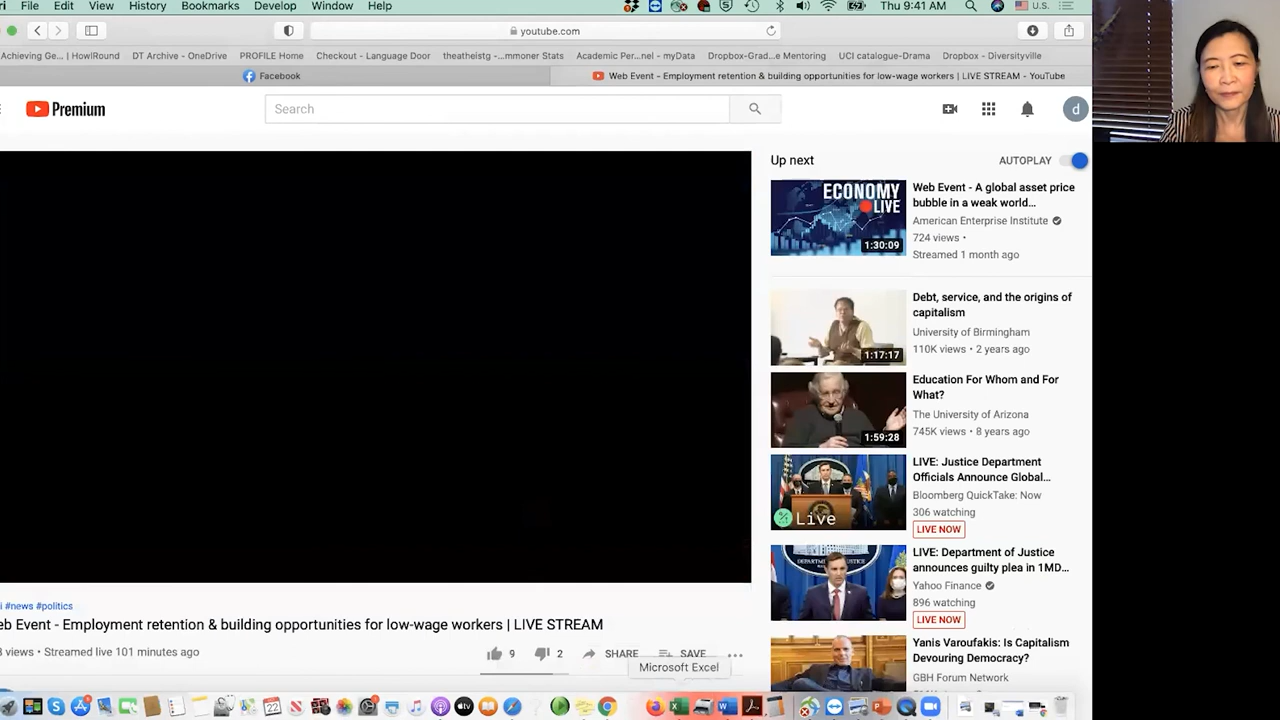 ri File Edit View History Bookmarks Develop Window Help Thu 9:41 AM U.S.
youtube.com
Achieving Ge... | HowlRound DT Archive - OneDrive PROFILE Home Checkout - Language Door theatheistg ...mmoner Stats Academic Per...nel - myData Dropbox-Grad...e Mentoring UCI catalogue-Drama Dropbox - Diversityville
Facebook Web Event - Employment retention & building opportunities for low-wage workers | LIVE STREAM - YouTube
Premium Search d
Up next AUTOPLAY
ECONOMY
LIVE
1:30:09
Web Event - A global asset price
bubble in a weak world...
American Enterprise Institute
724 views •
Streamed 1 month ago
1:17:17
Debt, service, and the origins of
capitalism
University of Birmingham
110K views • 2 years ago
1:59:28
Education For Whom and For
What?
The University of Arizona
745K views • 8 years ago
Live
LIVE: Justice Department
Officials Announce Global...
Bloomberg QuickTake: Now
306 watching
LIVE NOW
LIVE: Department of Justice
announces guilty plea in 1MD...
Yahoo Finance
896 watching
LIVE NOW
Yanis Varoufakis: Is Capitalism
Devouring Democracy?
GBH Forum Network
i #news #politics
eb Event - Employment retention & building opportunities for low-wage workers | LIVE STREAM
views • Streamed live 101 minutes ago 9 2 SHARE SAVE
Microsoft Excel
22